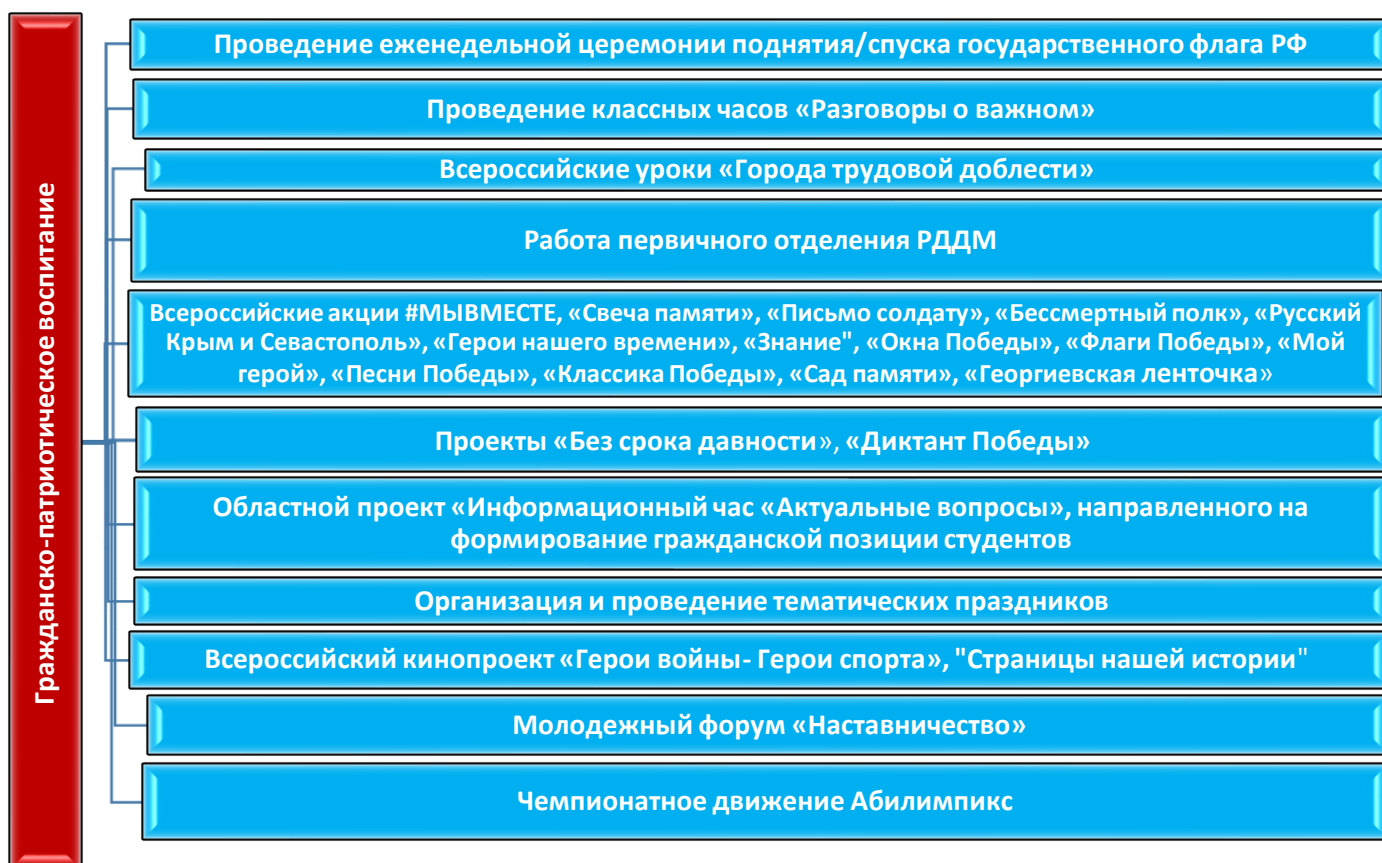 Гражданско-патриотическое воспитание
Проведение еженедельной церемонии поднятия/спуска государственного флага РФ
Проведение классных часов «Разговоры о важном»
Всероссийские уроки «Города трудовой доблести»
Работа первичного отделения РДДМ
Всероссийские акции #МЫВМЕСТЕ, «Свеча памяти», «Письмо солдату», «Бессмертный полк», «Русский
Крым и Севастополь», «Герои нашего времени», «Знание", «Окна Победы», «Флаги Победы», «Мой
герой», «Песни Победы», «Классика Победы», «Сад памяти», «Георгиевская ленточка»
Проекты «Без срока давности», «Диктант Победы»
Областной проект «Информационный час «Актуальные вопросы», направленного на
формирование гражданской позиции студентов
Организация и проведение тематических праздников
Всероссийский кинопроект «Герои войны- Герои спорта», "Страницы нашей истории"
Молодежный форум «Наставничество»
Чемпионатное движение Абилимпикс